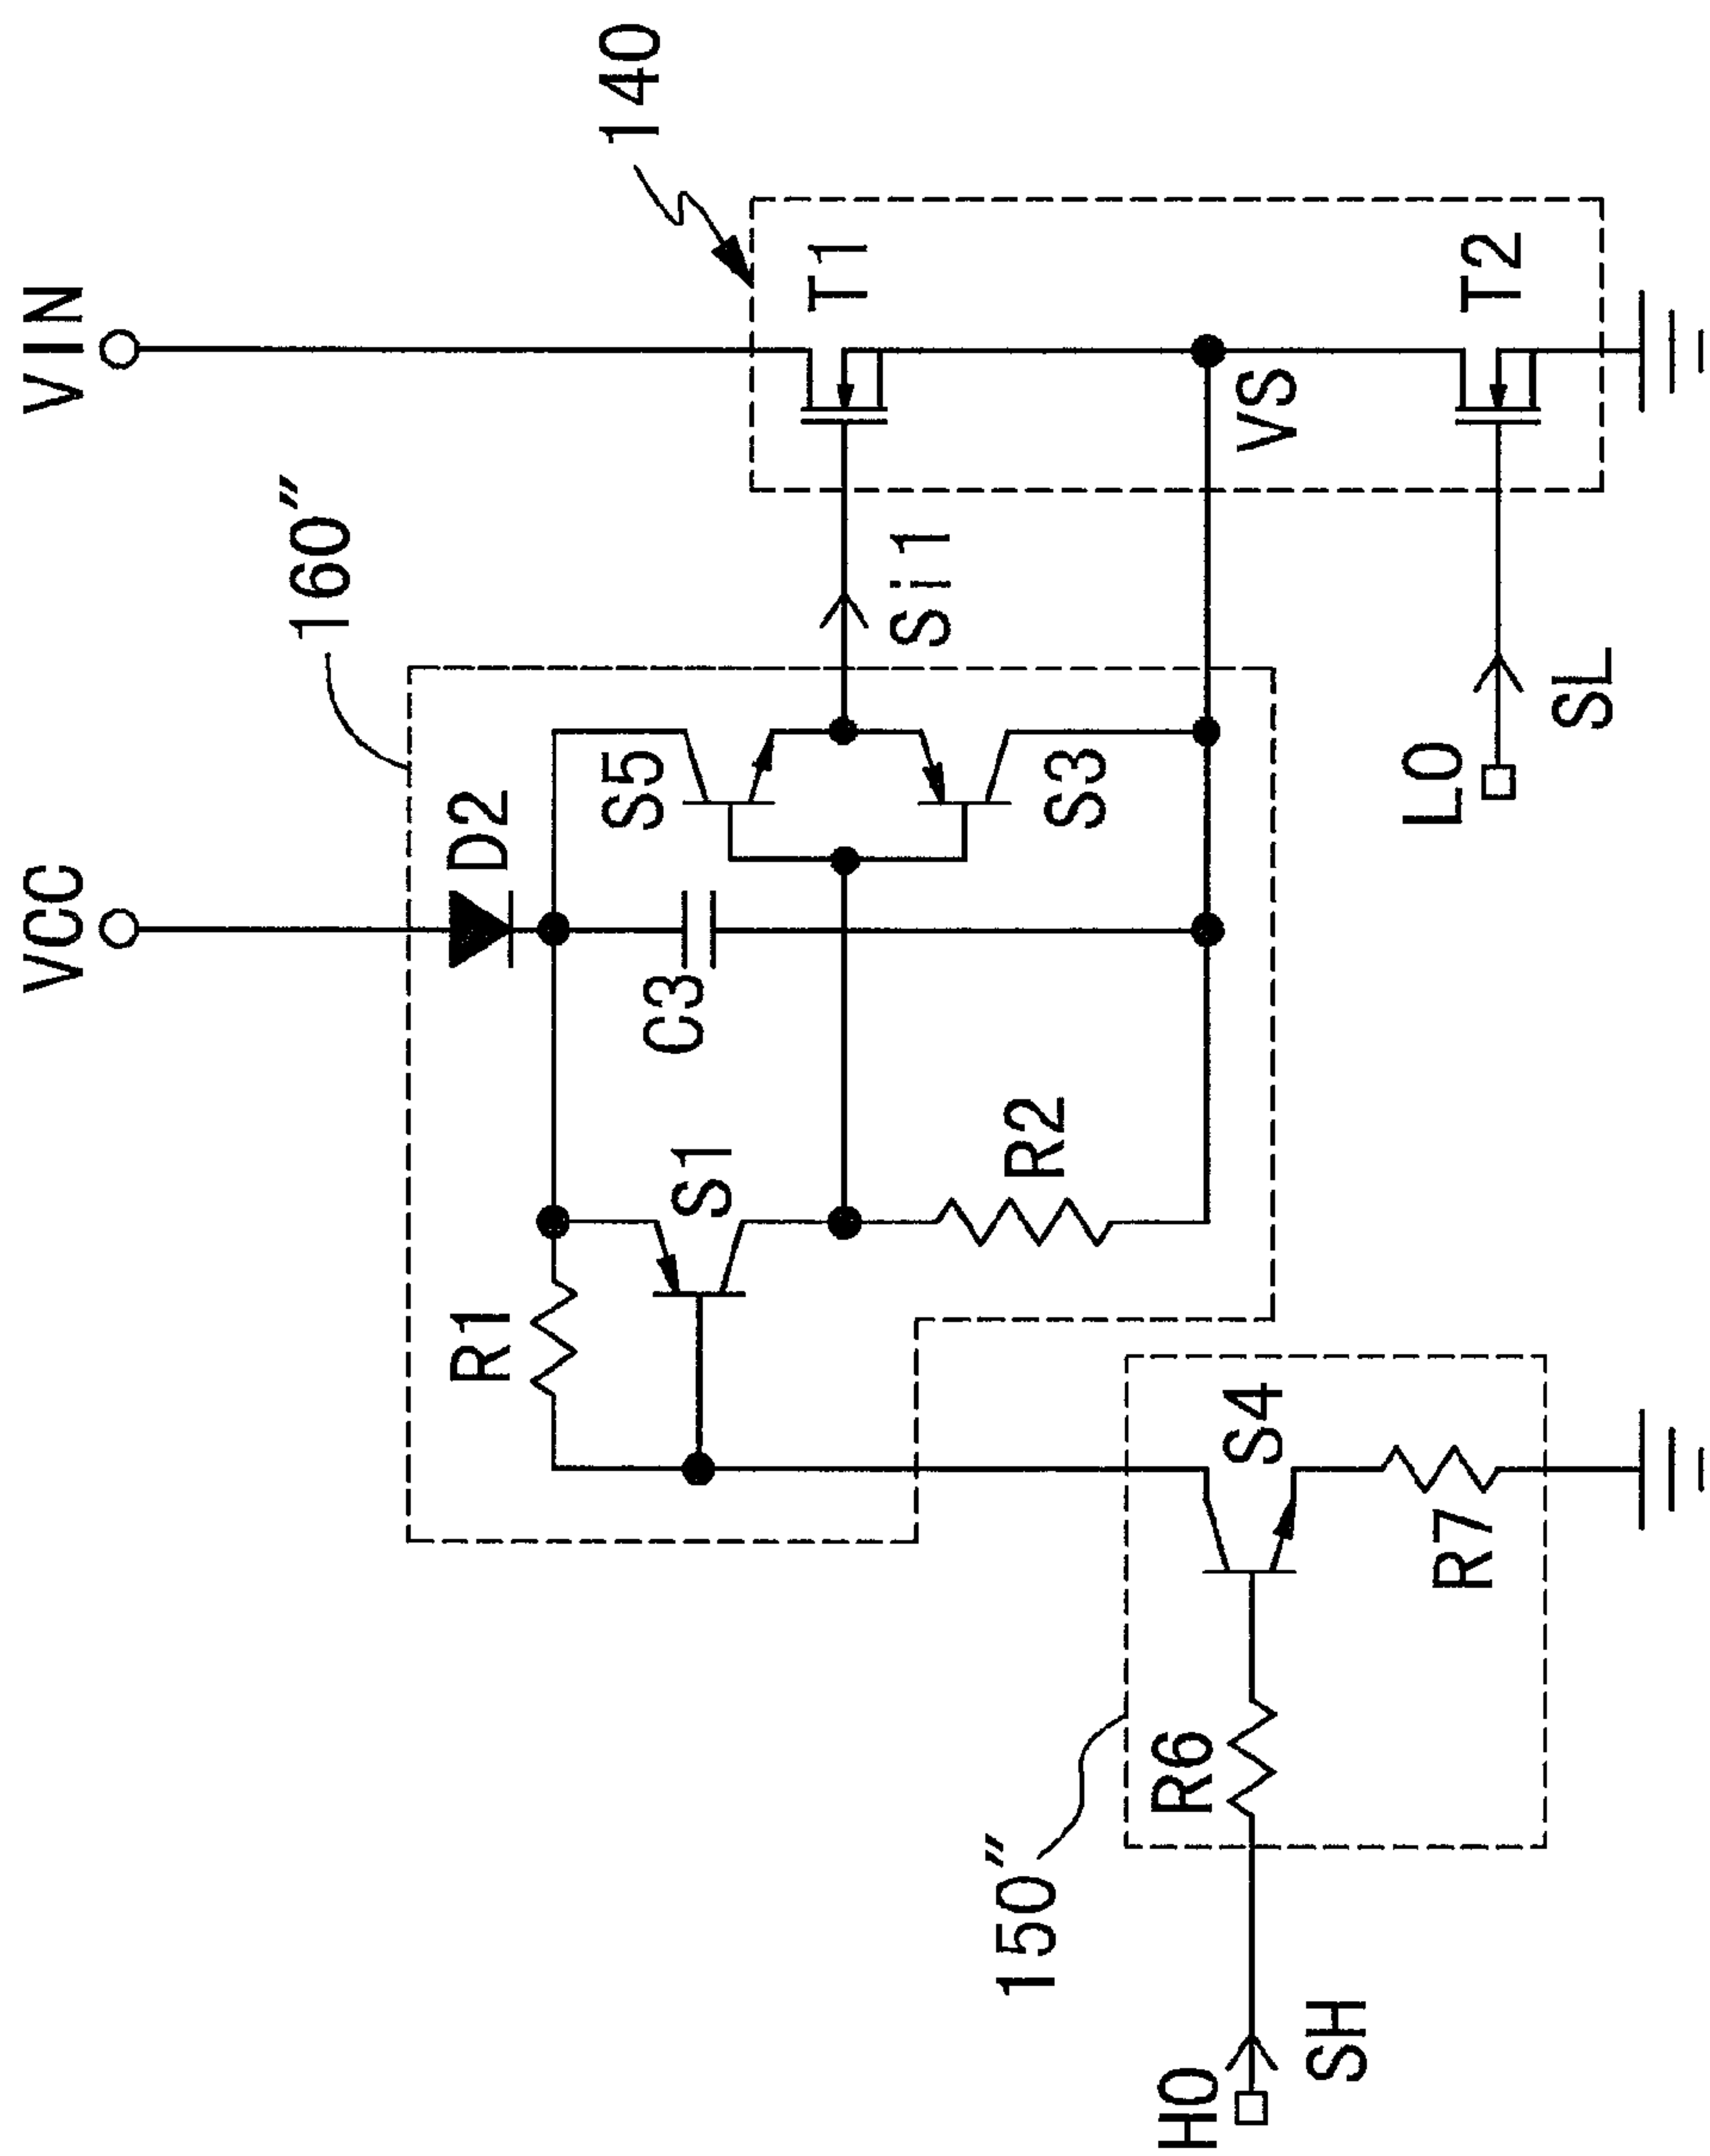 VCC
VIN
160″
140
D2
R1
S1
C3
S5
T1
Sil1
R2
S3
VS
150″
HO
SH
R6
S4
R7
LO
SL
T2